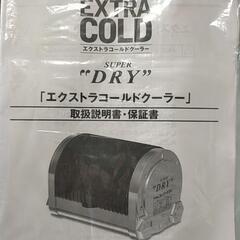 EXTRA
COLD
エクストラコールドクーラー
SUPER
"DRY"
「エクストラコールドクーラー」
取扱説明書・保証書
"DRY"